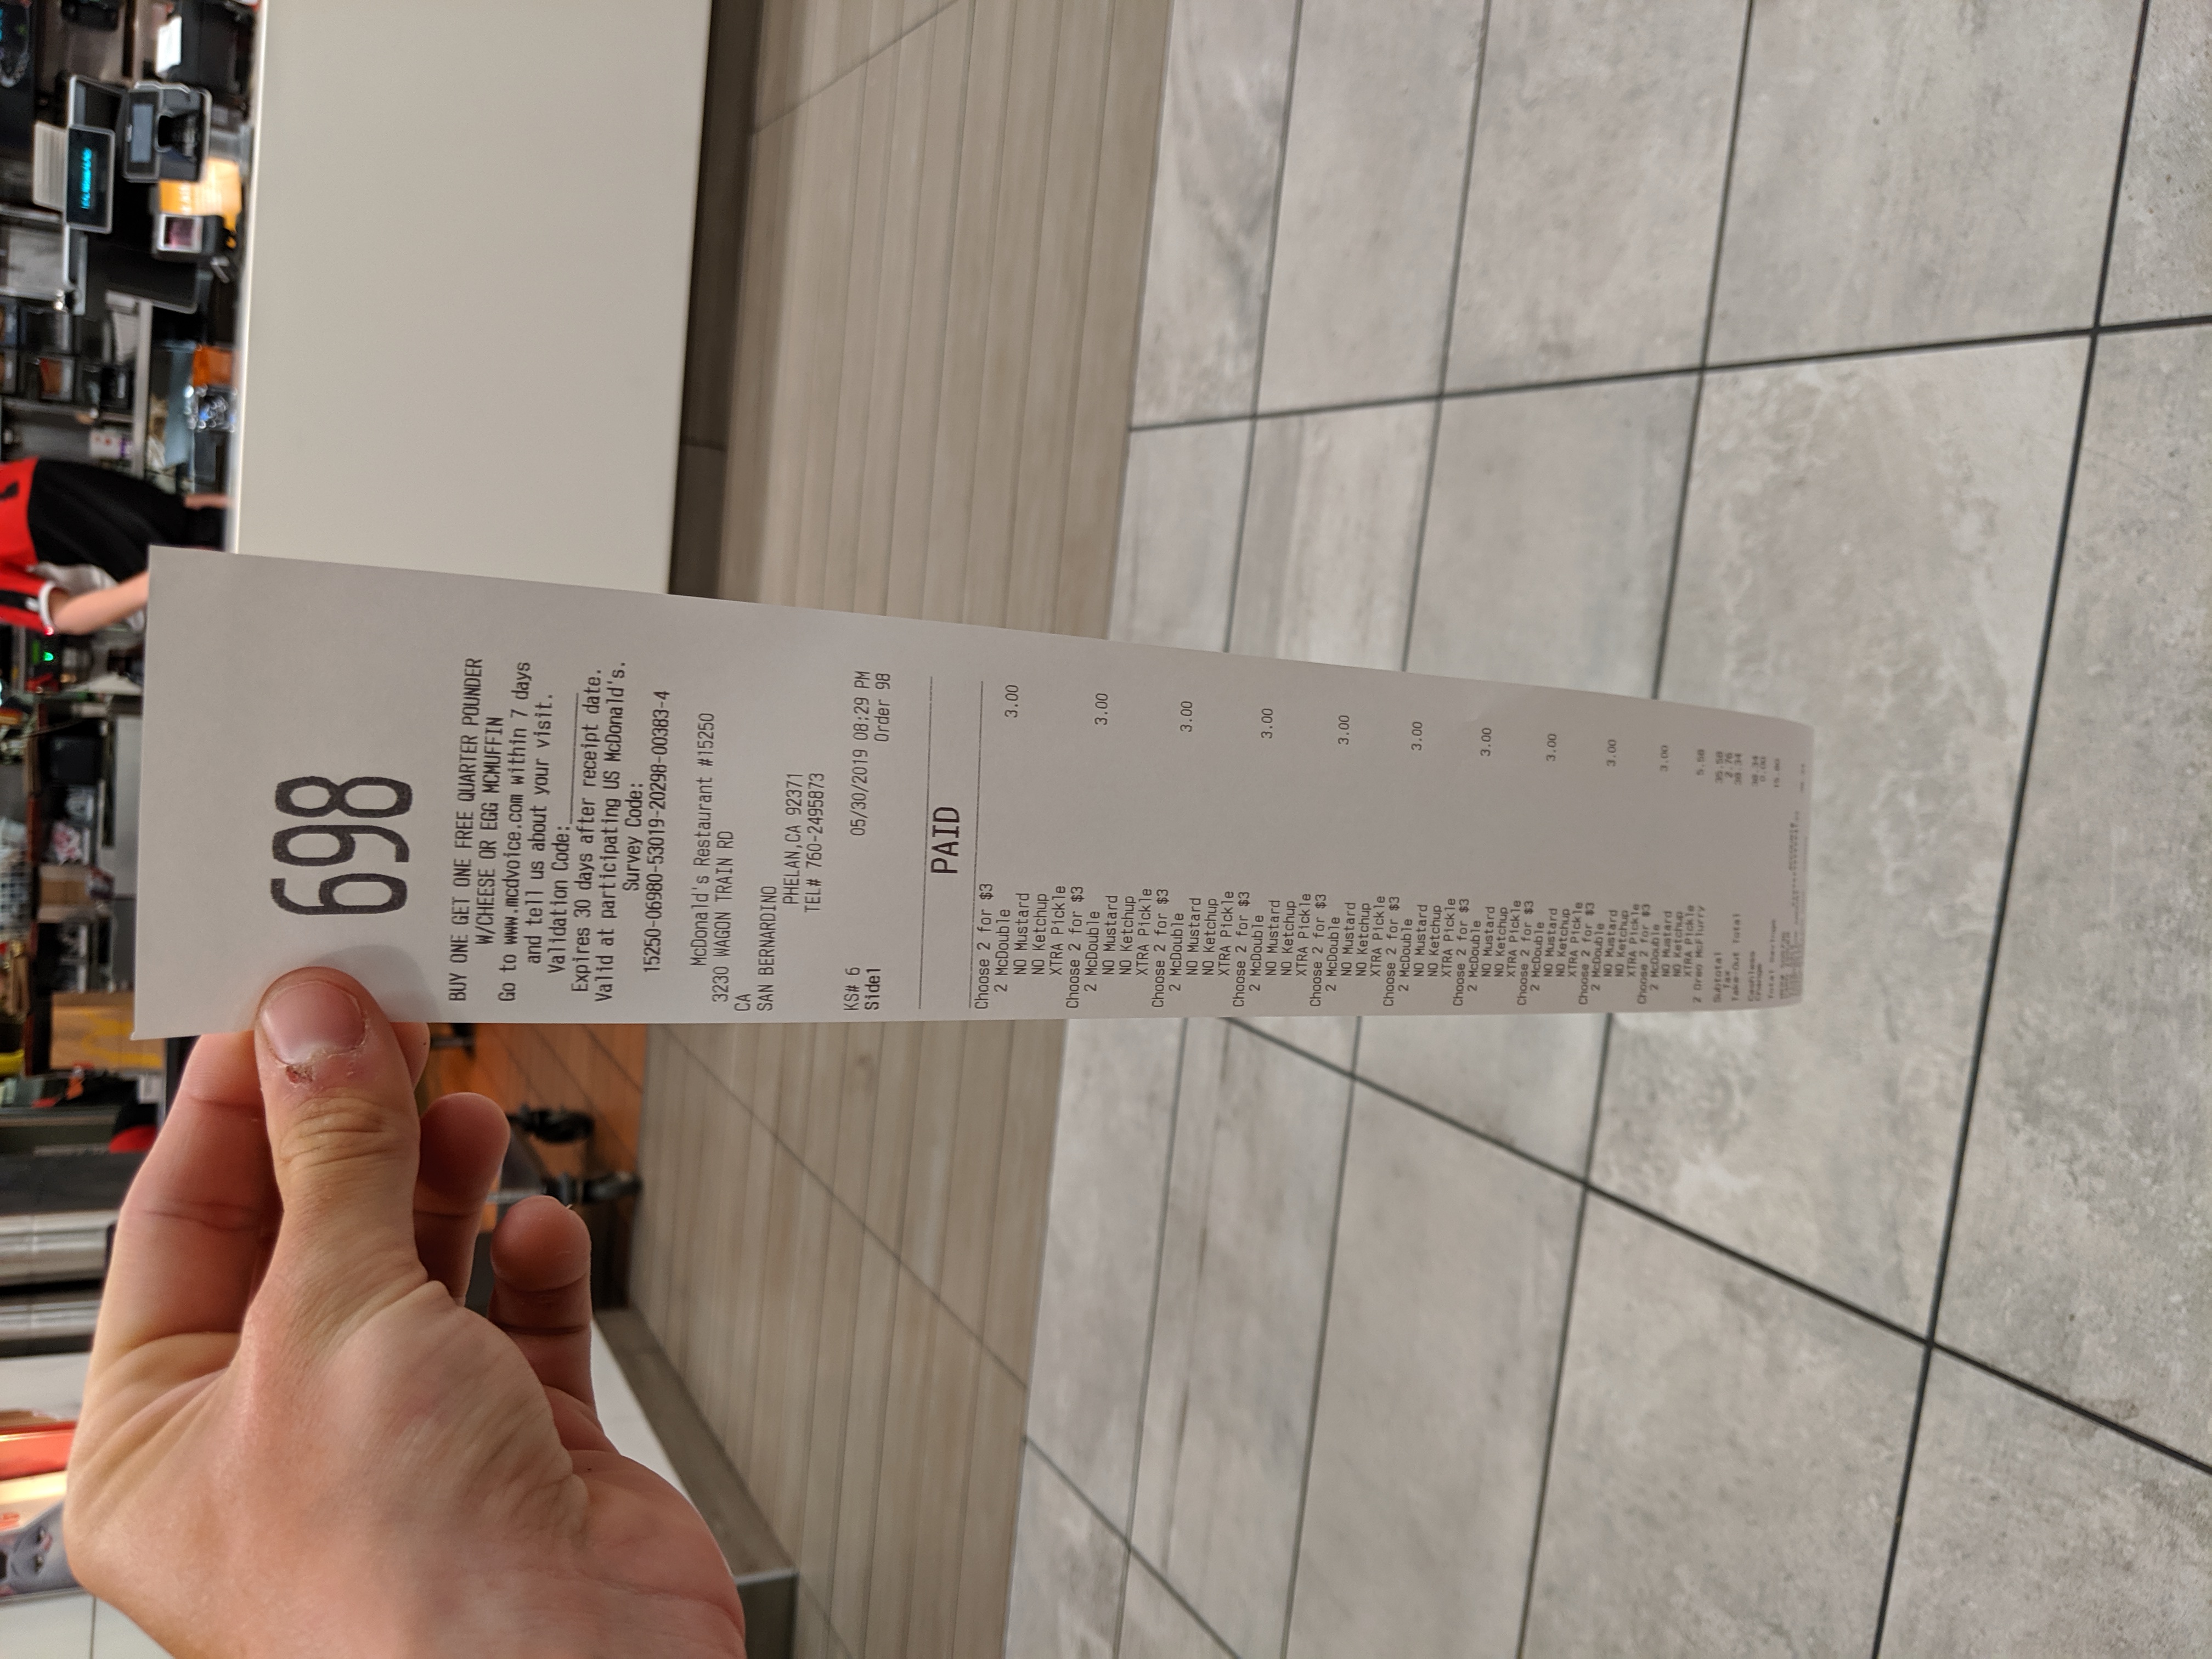 698
BUY ONE GET ONE FREE QUARTER POUNDER
W/CHEESE OR EGG MCMUFFIN
Go to www.mcdvoice.com within 7 days
and tell us about your visit.
Validation Code:____________
Expires 30 days after receipt date.
Valid at participating US McDonald's.
Survey Code:
15250-06980-53019-20298-00383-4
McDonald's Restaurant #15250
3230 WAGON TRAIN RD
CA
SAN BERNARDINO
PHELAN,CA 92371
TEL# 760-2495873
KS# 6 05/30/2019 08:29 PM
Side1 Order 98
PAID
Choose 2 for $3
2 McDouble 3.00
NO Mustard
NO Ketchup
XTRA Pickle
Choose 2 for $3
2 McDouble 3.00
NO Mustard
NO Ketchup
XTRA Pickle
Choose 2 for $3
2 McDouble 3.00
NO Mustard
NO Ketchup
XTRA Pickle
Choose 2 for $3
2 McDouble 3.00
NO Mustard
NO Ketchup
XTRA Pickle
Choose 2 for $3
2 McDouble 3.00
NO Mustard
NO Ketchup
XTRA Pickle
Choose 2 for $3
2 McDouble 3.00
NO Mustard
NO Ketchup
XTRA Pickle
Choose 2 for $3
2 McDouble 3.00
NO Mustard
NO Ketchup
XTRA Pickle
Choose 2 for $3
2 McDouble 3.00
NO Mustard
NO Ketchup
XTRA Pickle
Choose 2 for $3
2 McDouble 3.00
NO Mustard
NO Ketchup
XTRA Pickle
Choose 2 for $3
2 McDouble 3.00
NO Mustard
NO Ketchup
XTRA Pickle
2 Oreo McFlurry 5.58
Subtotal 35.58
Tax 2.76
Take-Out Total 38.34
Cashless 38.34
Change 0.00
Total Savings